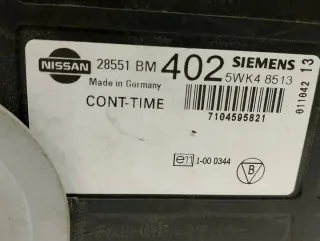 NISSAN 28551 BM 402 SIEMENS
Made in Germany 5WK4 8513
CONT-TIME
7104595821
011042 13
e11 1-00 0344 B